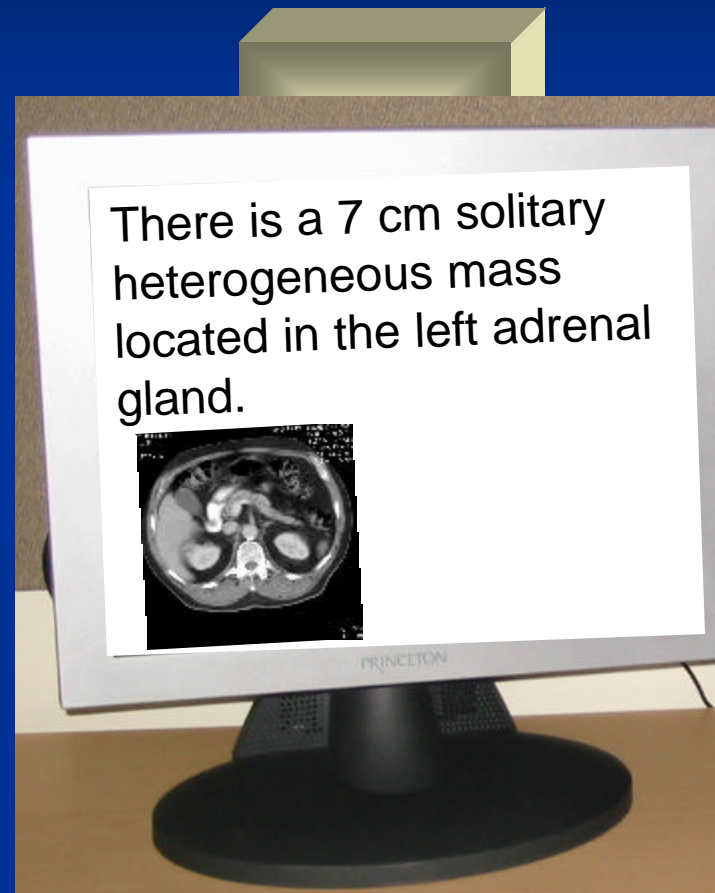 There is a 7 cm solitary
heterogeneous mass
located in the left adrenal
gland.
PRINCETON